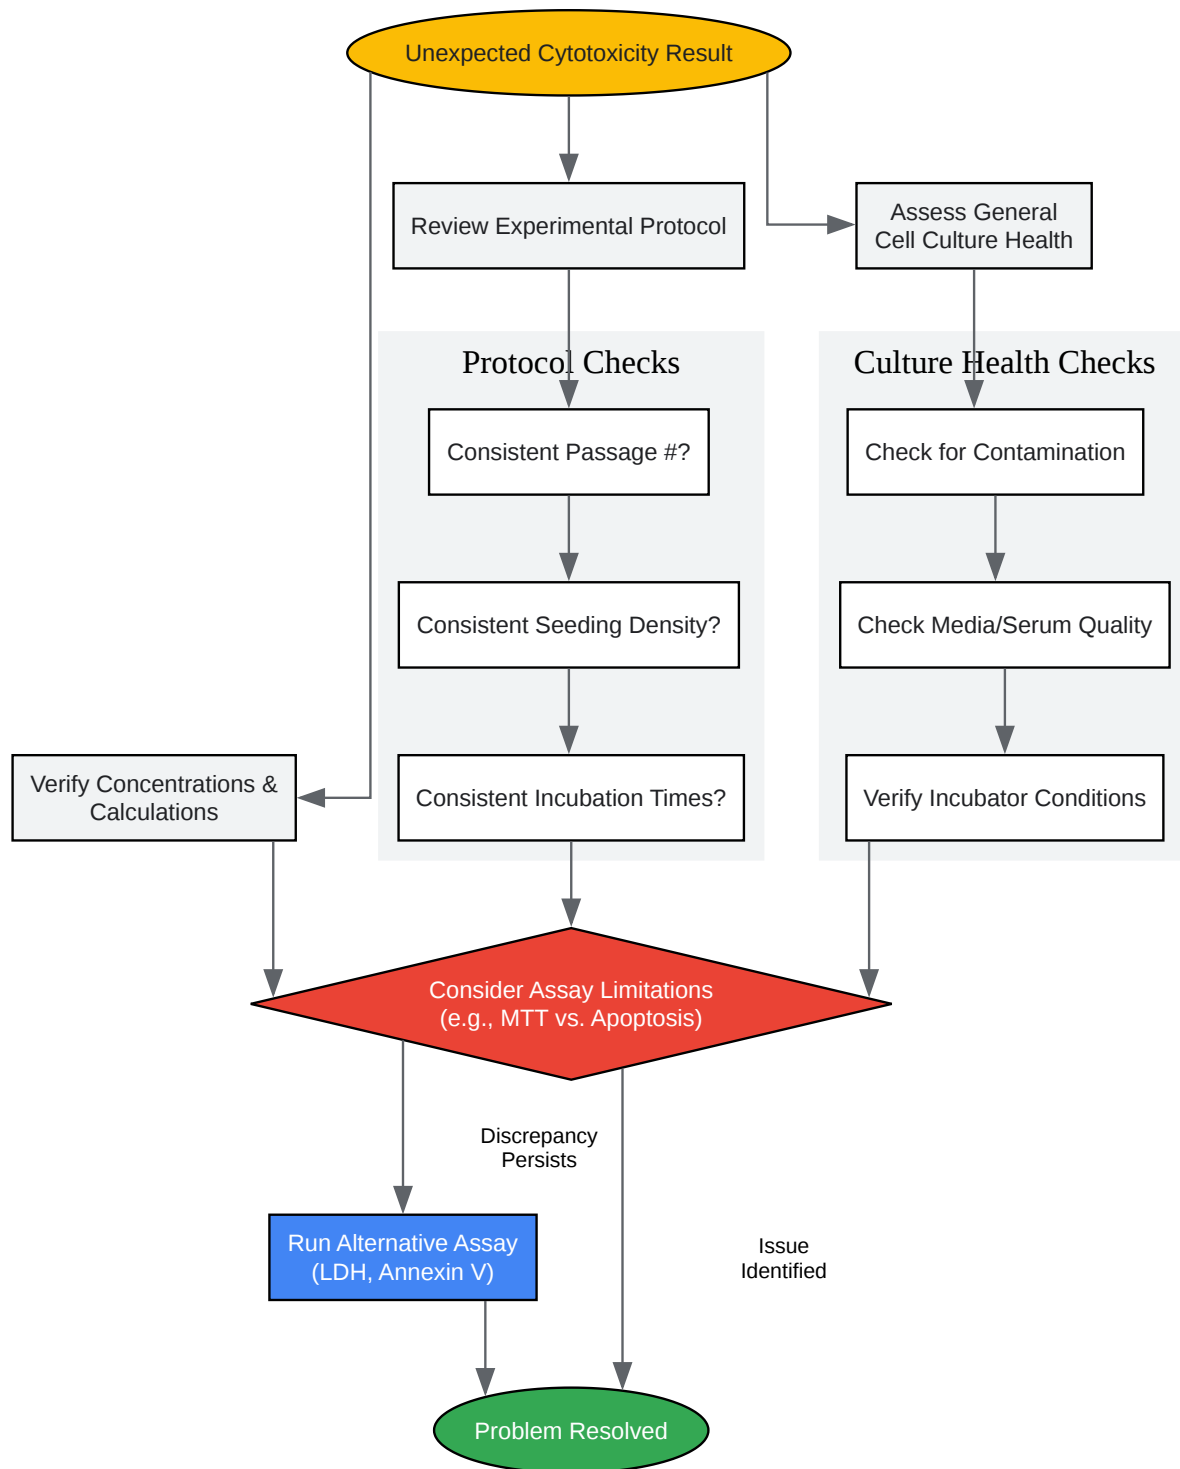 Unexpected Cytotoxicity Result
Review Experimental Protocol
Assess General
Cell Culture Health
Protocol Checks
Culture Health Checks
Consistent Passage #?
Check for Contamination
Consistent Seeding Density?
Check Media/Serum Quality
Verify Concentrations &
Calculations
Consistent Incubation Times?
Verify Incubator Conditions
Consider Assay Limitations
(e.g., MTT vs. Apoptosis)
Discrepancy
Persists
Run Alternative Assay
(LDH, Annexin V)
Issue
Identified
Problem Resolved